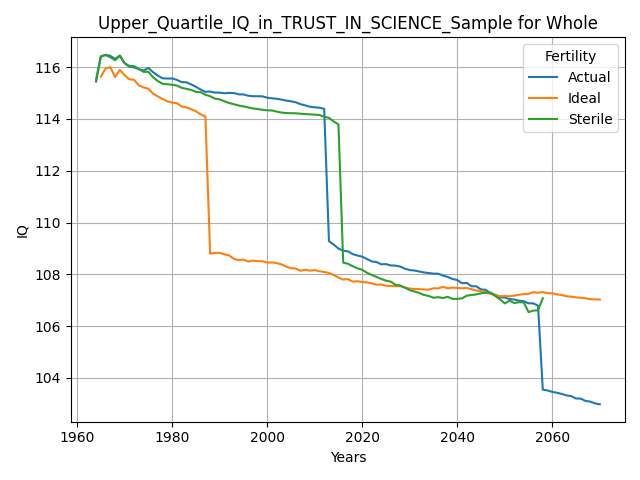 Upper_Quartile_IQ_in_TRUST_IN_SCIENCE_Sample for Whole
Fertility
Actual
Ideal
Sterile
IQ
116
114
112
110
108
106
104
1960
1980
2000
2020
2040
2060
Years